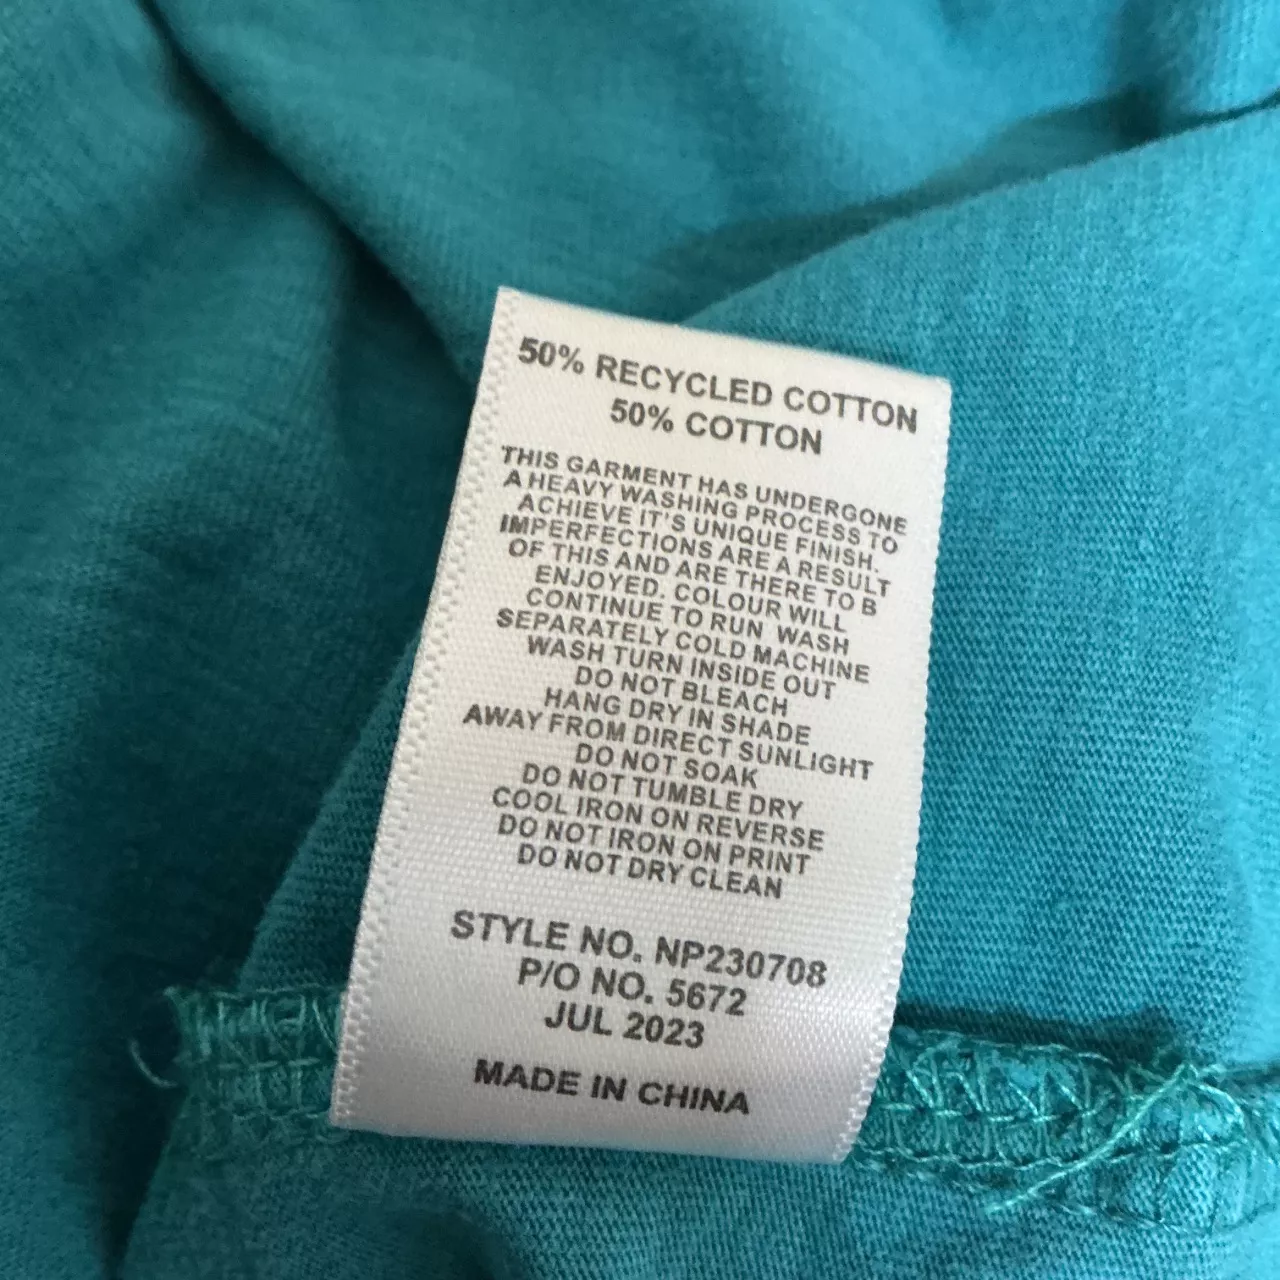 50% RECYCLED COTTON
50% COTTON
THIS GARMENT HAS UNDERGONE
A HEAVY WASHING PROCESS TO
ACHIEVE IT'S UNIQUE FINISH.
IMPERFECTIONS ARE A RESULT
OF THIS AND ARE THERE TO B
ENJOYED. COLOUR WILL
CONTINUE TO RUN WASH
SEPARATELY COLD MACHINE
WASH TURN INSIDE OUT
DO NOT BLEACH
HANG DRY IN SHADE
AWAY FROM DIRECT SUNLIGHT
DO NOT SOAK
DO NOT TUMBLE DRY
COOL IRON ON REVERSE
DO NOT IRON ON PRINT
DO NOT DRY CLEAN
STYLE NO. NP230708
P/O NO. 5672
JUL 2023
MADE IN CHINA